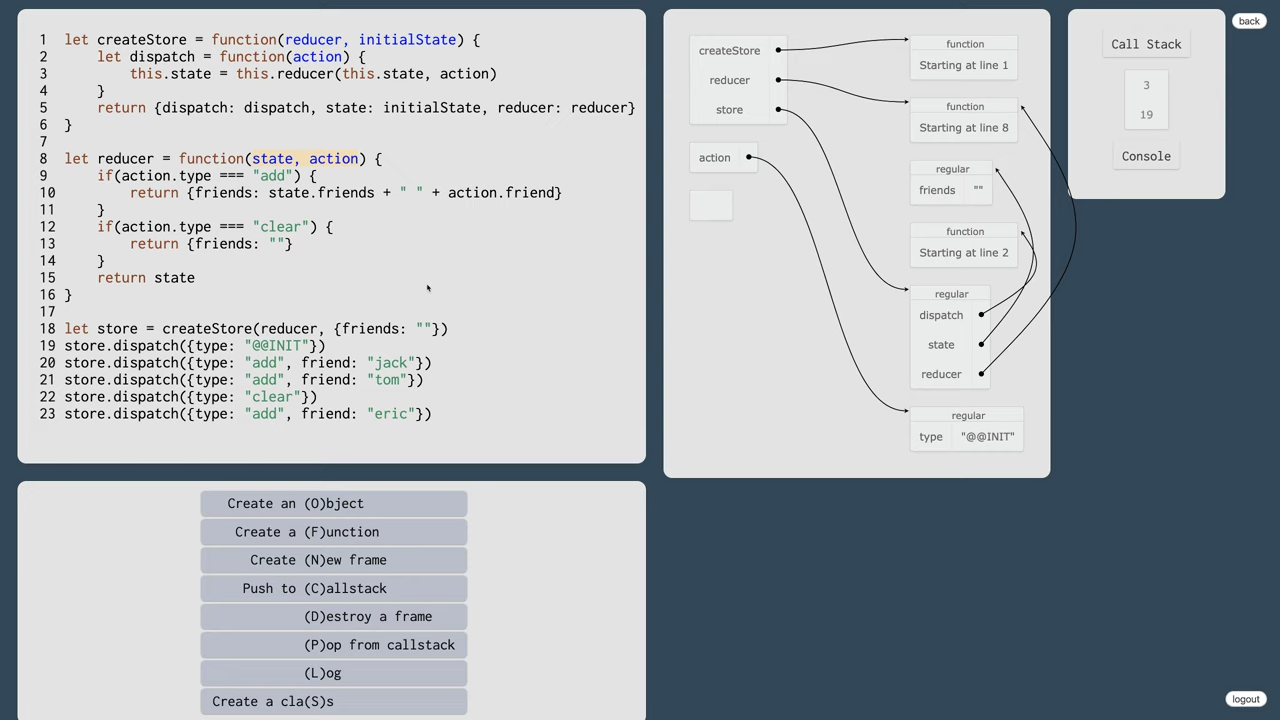 1 let createStore = function(reducer, initialState) {
2 let dispatch = function(action) {
3 this.state = this.reducer(this.state, action)
4 }
5 return {dispatch: dispatch, state: initialState, reducer: reducer}
6 }
7
8 let reducer = function(state, action) {
9 if(action.type === "add") {
10 return {friends: state.friends + " " + action.friend}
11 }
12 if(action.type === "clear") {
13 return {friends: ""}
14 }
15 return state
16 }
17
18 let store = createStore(reducer, {friends: ""})
19 store.dispatch({type: "@@INIT"})
20 store.dispatch({type: "add", friend: "jack"})
21 store.dispatch({type: "add", friend: "tom"})
22 store.dispatch({type: "clear"})
23 store.dispatch({type: "add", friend: "eric"})
Create an (O)bject
Create a (F)unction
Create (N)ew frame
Push to (C)allstack
(D)estroy a frame
(P)op from callstack
(L)og
Create a cla(S)s
createStore
reducer
store
action
function
Starting at line 1
function
Starting at line 8
regular
friends ""
function
Starting at line 2
regular
dispatch
state
reducer
regular
type "@@INIT"
Call Stack
3
19
Console
back
logout